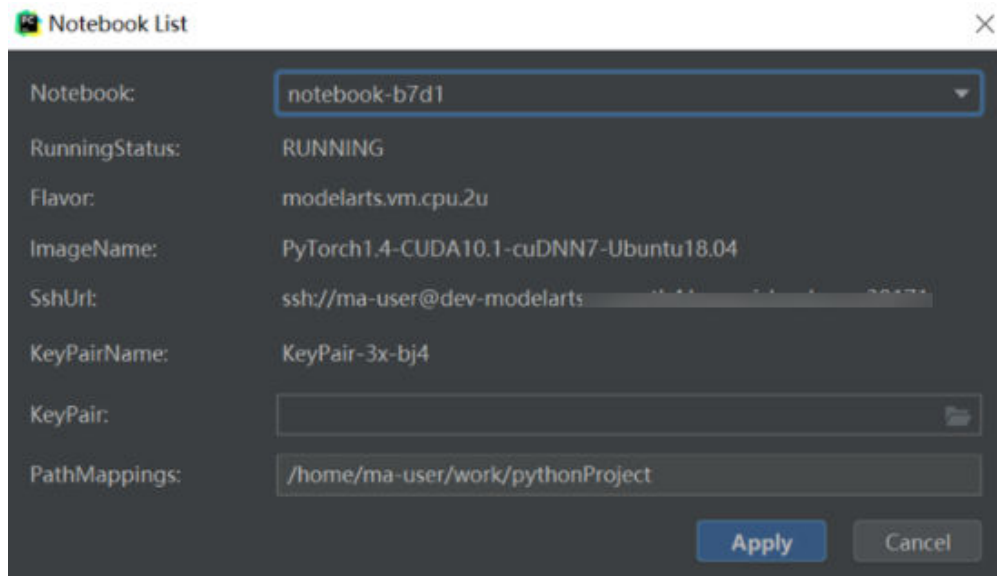 Notebook List
Notebook: notebook-b7d1
RunningStatus: RUNNING
Flavor: modelarts.vm.cpu.2u
ImageName: PyTorch1.4-CUDA10.1-cuDNN7-Ubuntu18.04
SshUrl: ssh://ma-user@dev-modelarts
KeyPairName: KeyPair-3x-bj4
KeyPair:
PathMappings: /home/ma-user/work/pythonProject
Apply Cancel